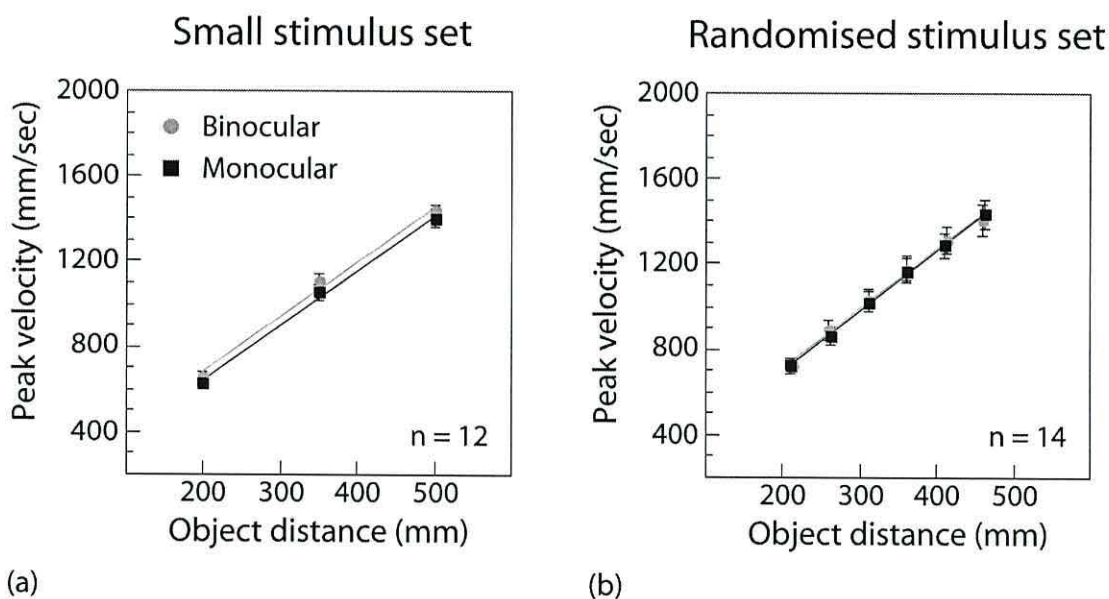 Small stimulus set
Peak velocity (mm/sec)
2000
1600
1200
800
400
Binocular
Monocular
n = 12
200 300 400 500
Object distance (mm)
(a)
Randomised stimulus set
Peak velocity (mm/sec)
2000
1600
1200
800
400
n = 14
200 300 400 500
Object distance (mm)
(b)